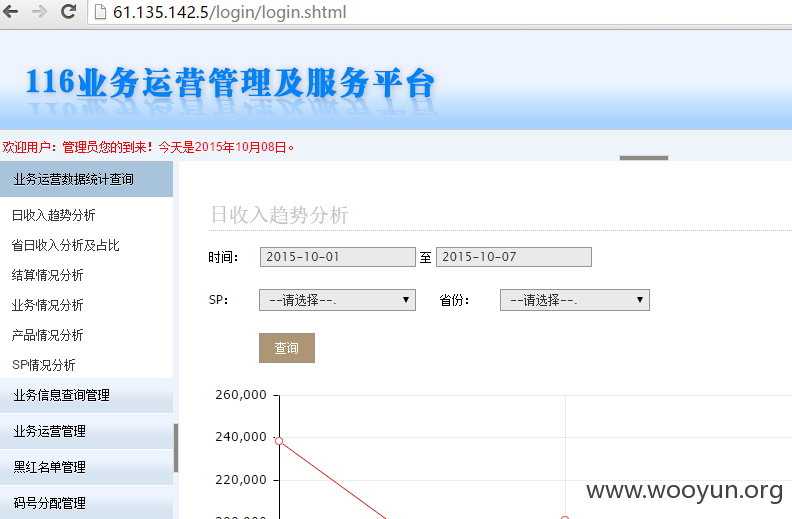 61.135.142.5/login/login.shtml
116业务运营管理及服务平台
欢迎用户：管理员您的到来！今天是2015年10月08日。
业务运营数据统计查询
日收入趋势分析
省日收入分析及占比
结算情况分析
业务情况分析
产品情况分析
SP情况分析
业务信息查询管理
业务运营管理
黑红名单管理
码号分配管理
日收入趋势分析
时间： 2015-10-01 至 2015-10-07
SP： --请选择--. 省份： --请选择--.
查询
260,000
240,000
220,000
www.wooyun.org